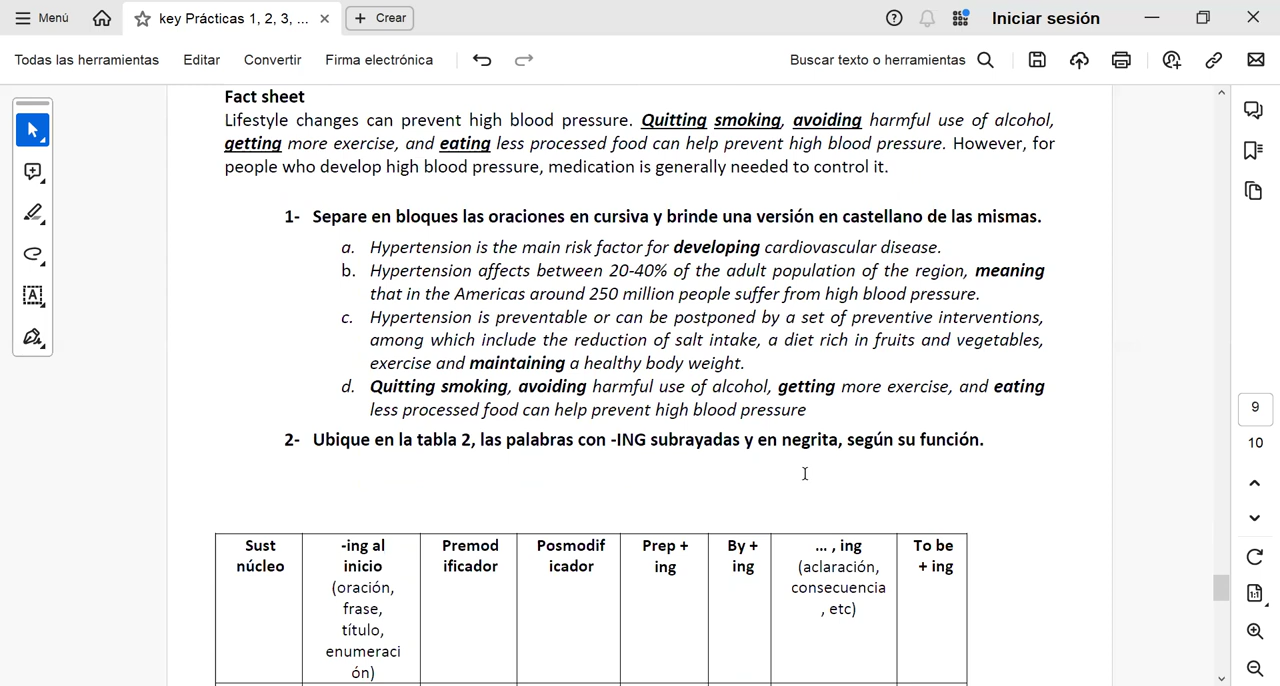 Menú
key Prácticas 1, 2, 3, ...
Crear
Iniciar sesión
Todas las herramientas
Editar
Convertir
Firma electrónica
Buscar texto o herramientas
Fact sheet
Lifestyle changes can prevent high blood pressure. Quitting smoking, avoiding harmful use of alcohol,
getting more exercise, and eating less processed food can help prevent high blood pressure. However, for
people who develop high blood pressure, medication is generally needed to control it.
1- Separe en bloques las oraciones en cursiva y brinde una versión en castellano de las mismas.
a. Hypertension is the main risk factor for developing cardiovascular disease.
b. Hypertension affects between 20-40% of the adult population of the region, meaning
that in the Americas around 250 million people suffer from high blood pressure.
c. Hypertension is preventable or can be postponed by a set of preventive interventions,
among which include the reduction of salt intake, a diet rich in fruits and vegetables,
exercise and maintaining a healthy body weight.
d. Quitting smoking, avoiding harmful use of alcohol, getting more exercise, and eating
less processed food can help prevent high blood pressure
2- Ubique en la tabla 2, las palabras con -ING subrayadas y en negrita, según su función.
Sust
núcleo
-ing al
inicio
(oración,
frase,
título,
enumeraci
ón)
Premod
ificador
Posmodif
icador
Prep +
ing
By +
ing
... , ing
(aclaración,
consecuencia
, etc)
To be
+ ing
9
10
1:1